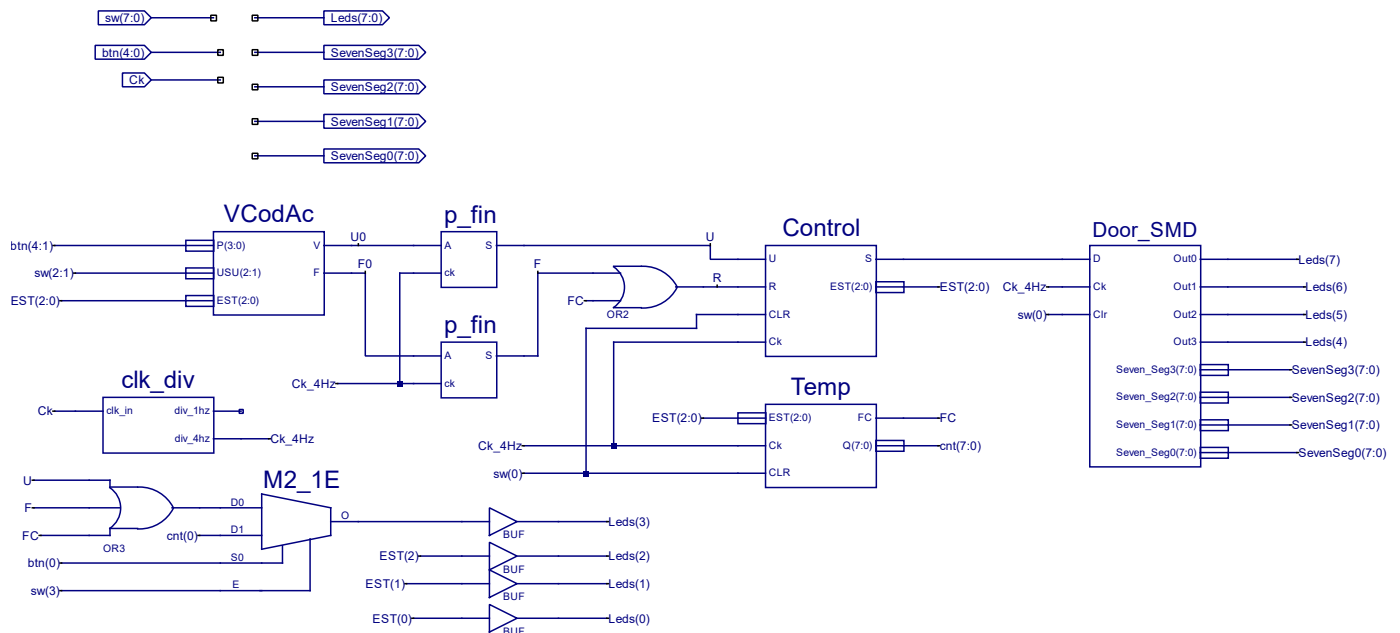 sw(7:0)
Leds(7:0)
btn(4:0)
SevenSeg3(7:0)
Ck
SevenSeg2(7:0)
SevenSeg1(7:0)
SevenSeg0(7:0)
VCodAc
btn(4:1)
P(3:0)
V
U0
sw(2:1)
USU(2:1)
F
F0
EST(2:0)
EST(2:0)
p_fin
A
S
ck
p_fin
A
S
ck
Ck_4Hz
U
F
FC
OR2
R
Control
U
S
R
EST(2:0)
EST(2:0)
CLR
Ck
Door_SMD
D
Out0
Leds(7)
Ck_4Hz
Ck
Out1
Leds(6)
sw(0)
Clr
Out2
Leds(5)
Out3
Leds(4)
Seven_Seg3(7:0)
SevenSeg3(7:0)
Seven_Seg2(7:0)
SevenSeg2(7:0)
Seven_Seg1(7:0)
SevenSeg1(7:0)
Seven_Seg0(7:0)
SevenSeg0(7:0)
clk_div
Ck
clk_in
div_1hz
div_4hz
Ck_4Hz
Temp
EST(2:0)
EST(2:0)
FC
FC
Ck_4Hz
Ck
Q(7:0)
cnt(7:0)
sw(0)
CLR
M2_1E
U
F
FC
OR3
D0
cnt(0)
D1
btn(0)
S0
sw(3)
E
O
BUF
Leds(3)
EST(2)
BUF
Leds(2)
EST(1)
BUF
Leds(1)
EST(0)
BUF
Leds(0)